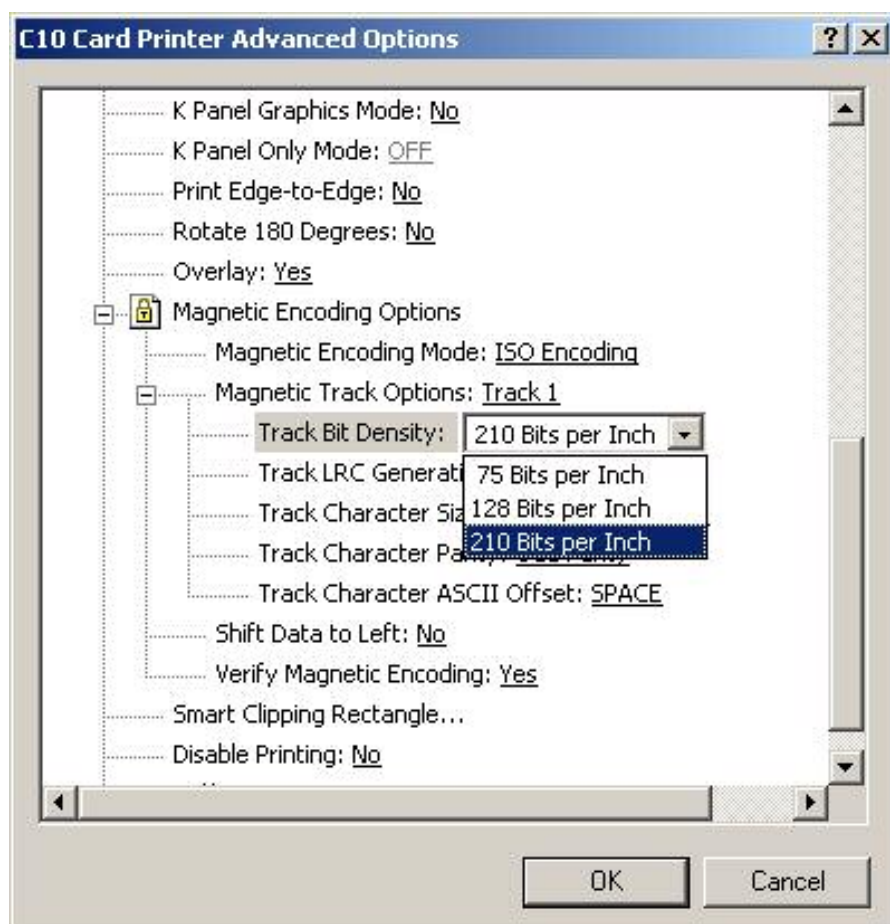 C10 Card Printer Advanced Options
K Panel Graphics Mode: No
K Panel Only Mode: OFF
Print Edge-to-Edge: No
Rotate 180 Degrees: No
Overlay: Yes
Magnetic Encoding Options
Magnetic Encoding Mode: ISO Encoding
Magnetic Track Options: Track 1
Track Bit Density: 210 Bits per Inch
Track LRC Generati 75 Bits per Inch
Track Character Siz 128 Bits per Inch
Track Character Pa 210 Bits per Inch
Track Character ASCII Offset: SPACE
Shift Data to Left: No
Verify Magnetic Encoding: Yes
Smart Clipping Rectangle...
Disable Printing: No
OK Cancel